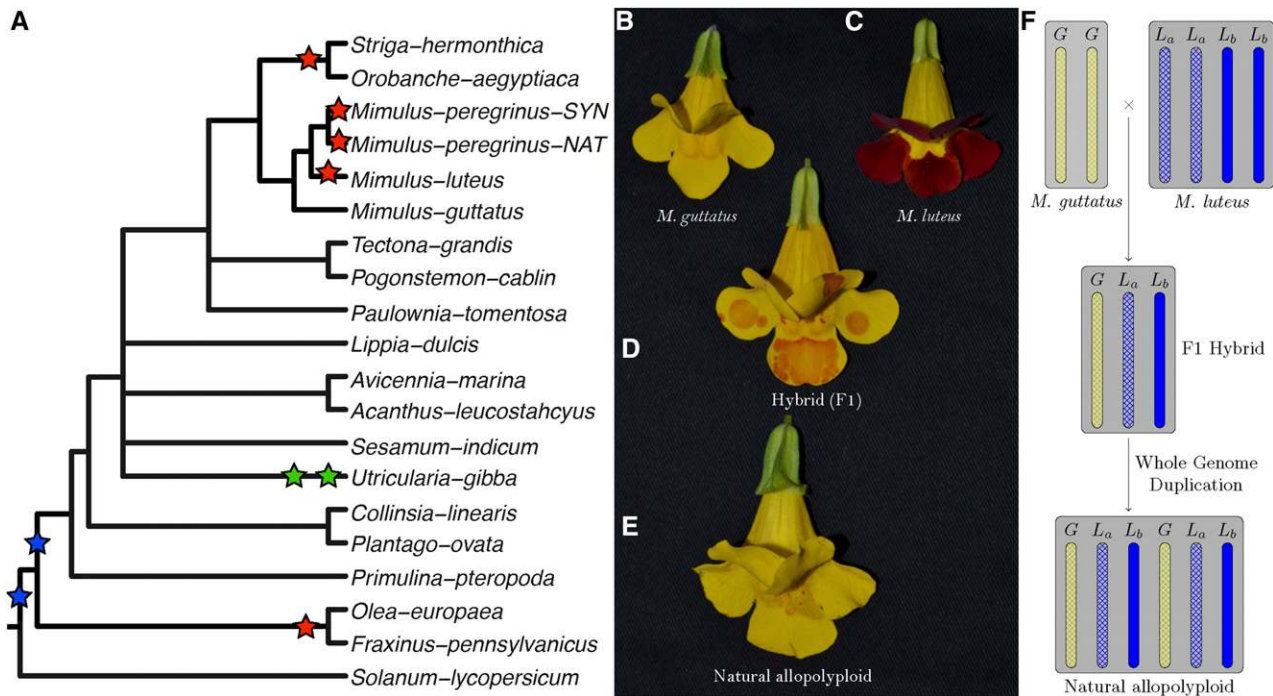 A
Striga-hermonthica
Orobanche-aegyptiaca
Mimulus-peregrinus-SYN
Mimulus-peregrinus-NAT
Mimulus-luteus
Mimulus-guttatus
Tectona-grandis
Pogonstemon-cablin
Paulownia-tomentosa
Lippia-dulcis
Avicennia-marina
Acanthus-leucostahcyus
Sesamum-indicum
Utricularia-gibba
Collinsia-linearis
Plantago-ovata
Primulina-pteropoda
Olea-europaea
Fraxinus-pennsylvanicus
Solanum-lycopersicum
B
M. guttatus
C
M. luteus
D
Hybrid (F1)
E
Natural allopolyploid
F
G G
La La Lb Lb
×
M. guttatus
M. luteus
G La Lb
F1 Hybrid
Whole Genome
Duplication
G La Lb G La Lb
Natural allopolyploid